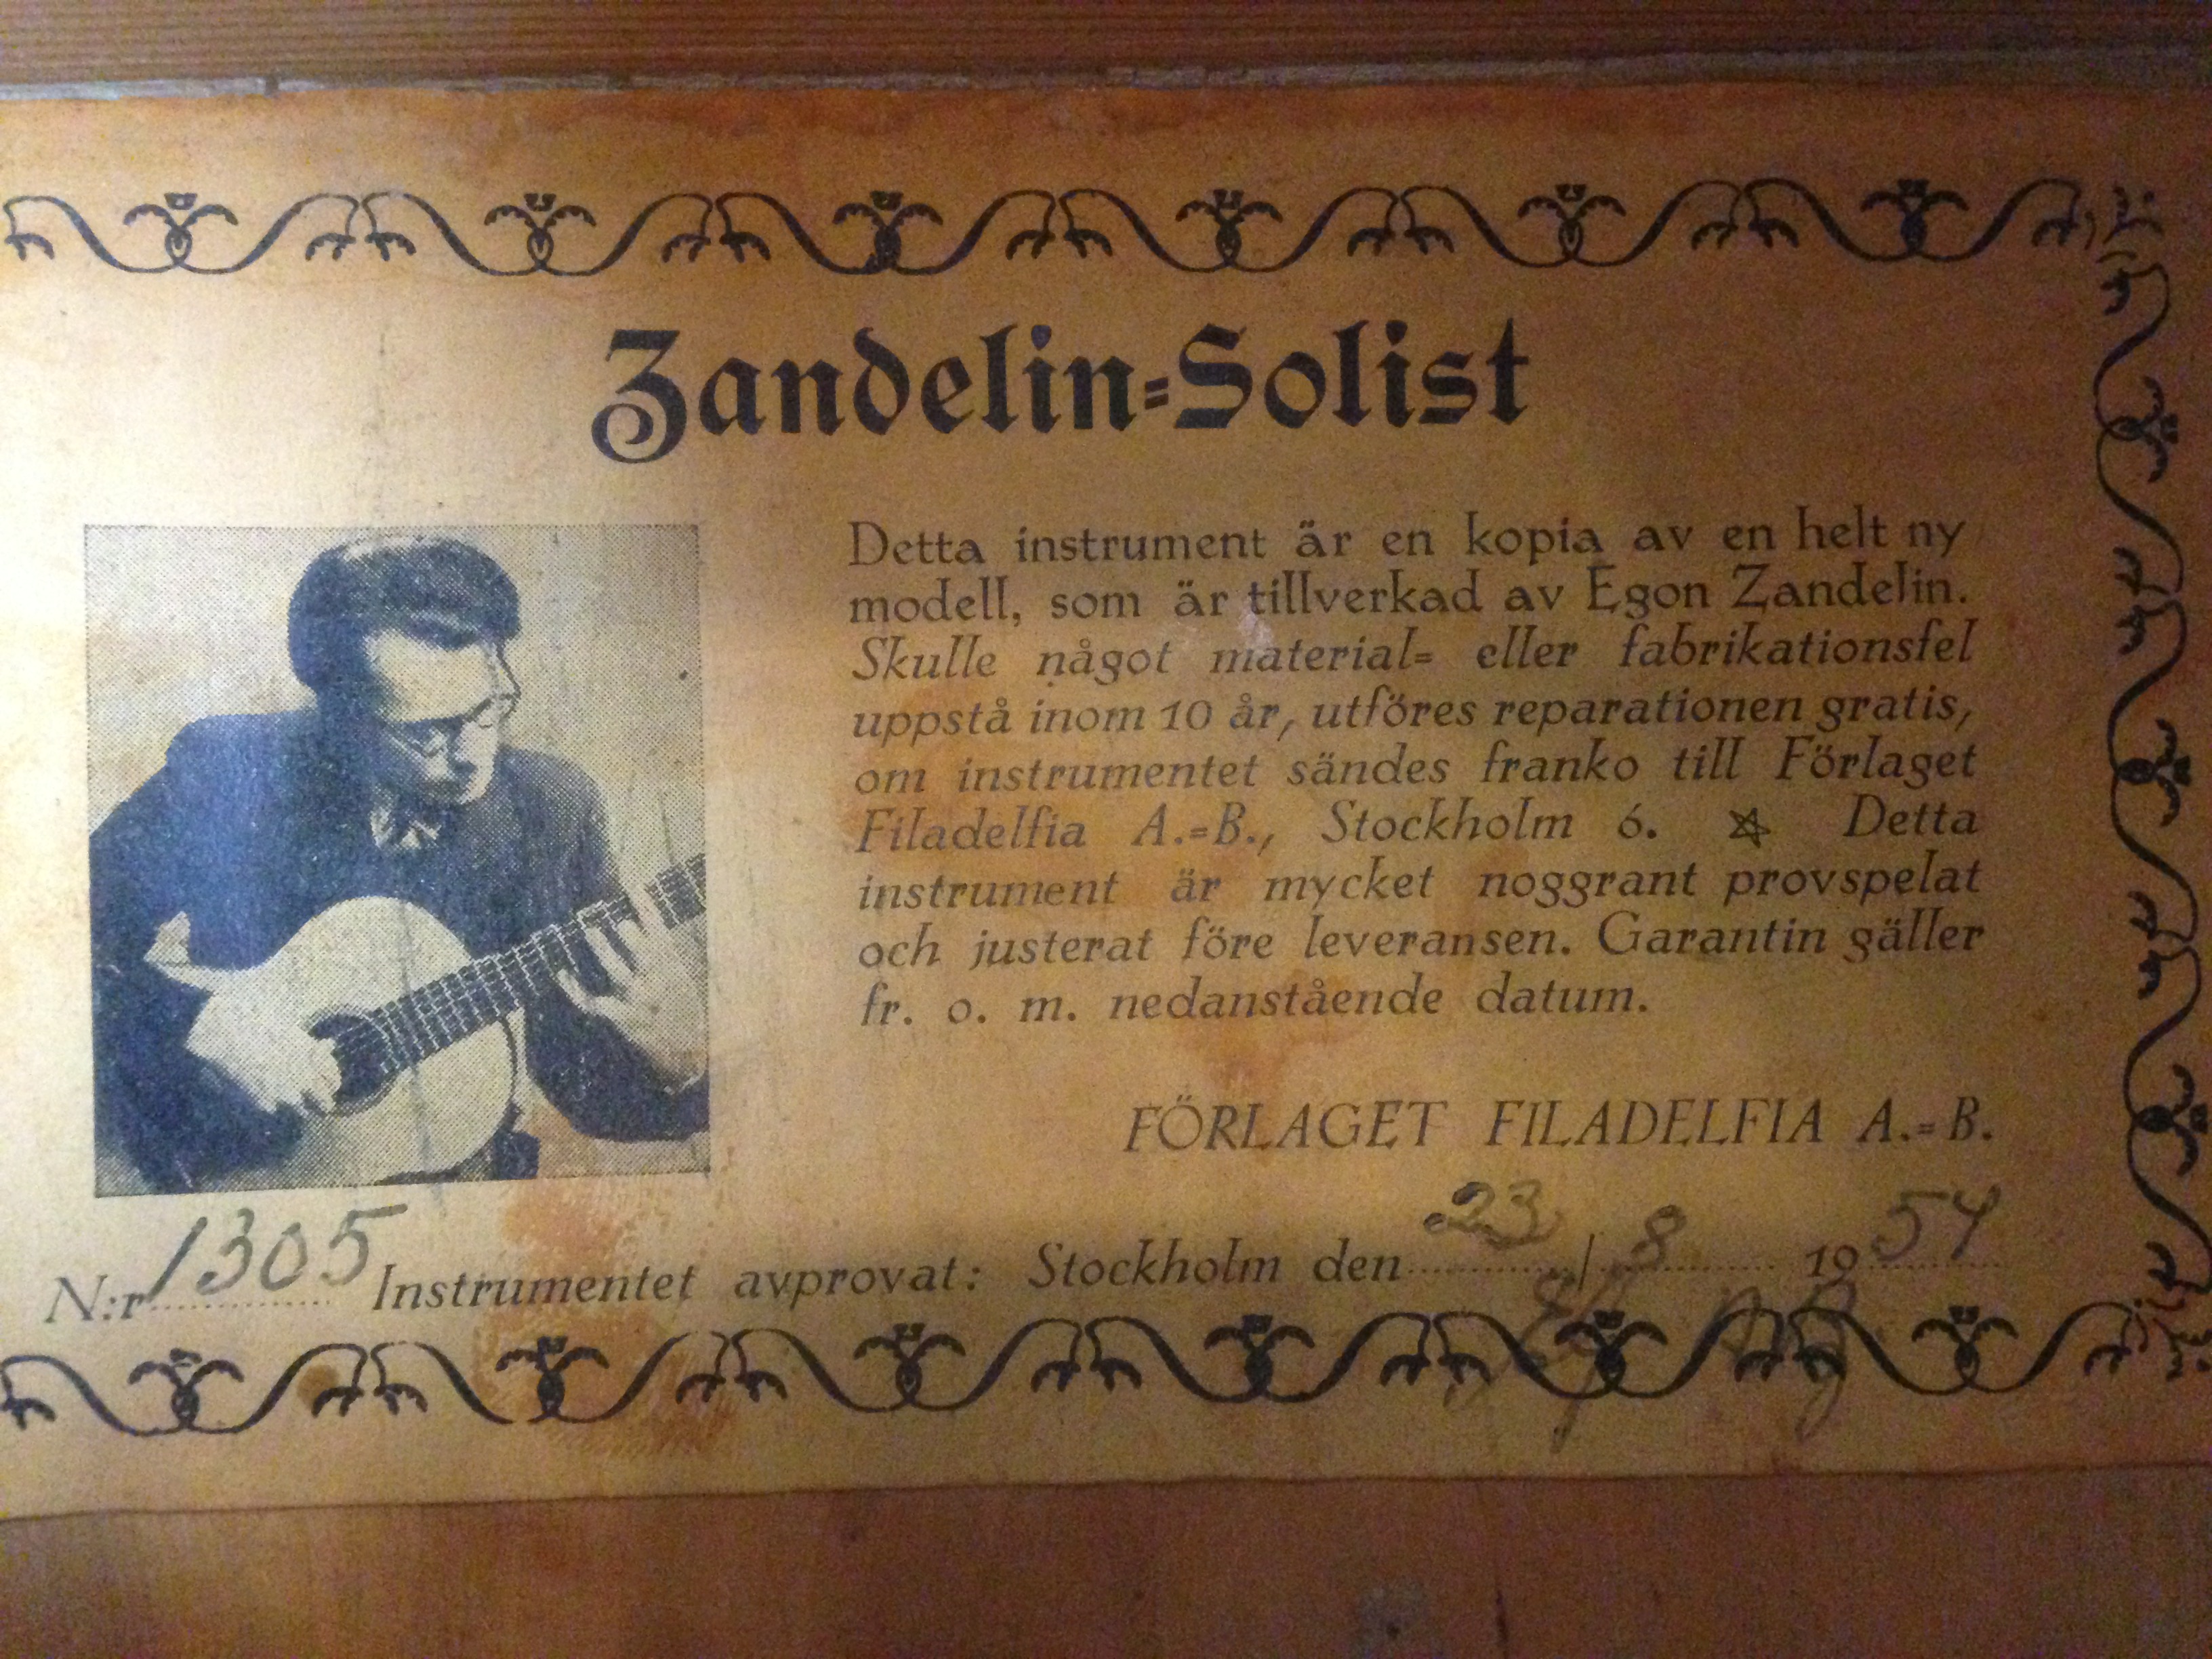 Zandelin=Solist
Detta instrument är en kopia av en helt ny
modell, som är tillverkad av Egon Zandelin.
Skulle något material= eller fabrikationsfel
uppstå inom 10 år, utföres reparationen gratis,
om instrumentet sändes franko till Förlaget
Filadelfia A.=B., Stockholm 6. Detta
instrument är mycket noggrant provspelat
och justerat före leveransen. Garantin gäller
fr. o. m. nedanstående datum.
FÖRLAGET FILADELFIA A.=B.
N:r 1305 Instrumentet avprovat: Stockholm den 23/8 1954